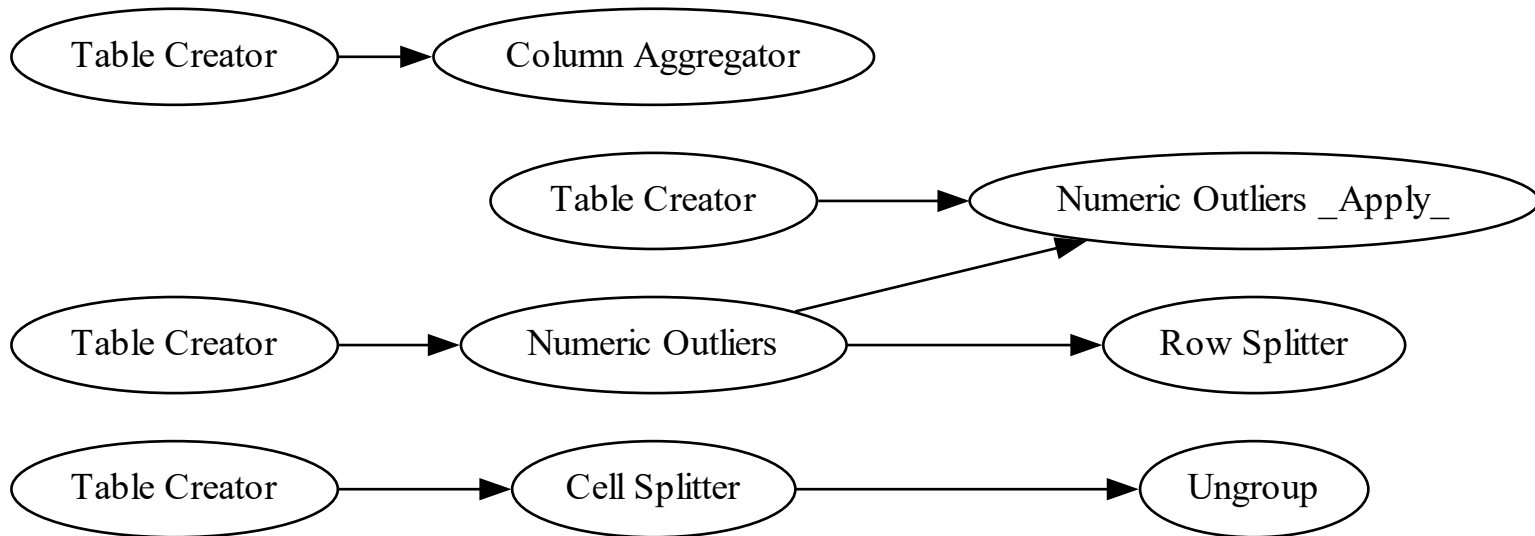 Table Creator
Column Aggregator
Table Creator
Numeric Outliers _Apply_
Table Creator
Numeric Outliers
Row Splitter
Table Creator
Cell Splitter
Ungroup